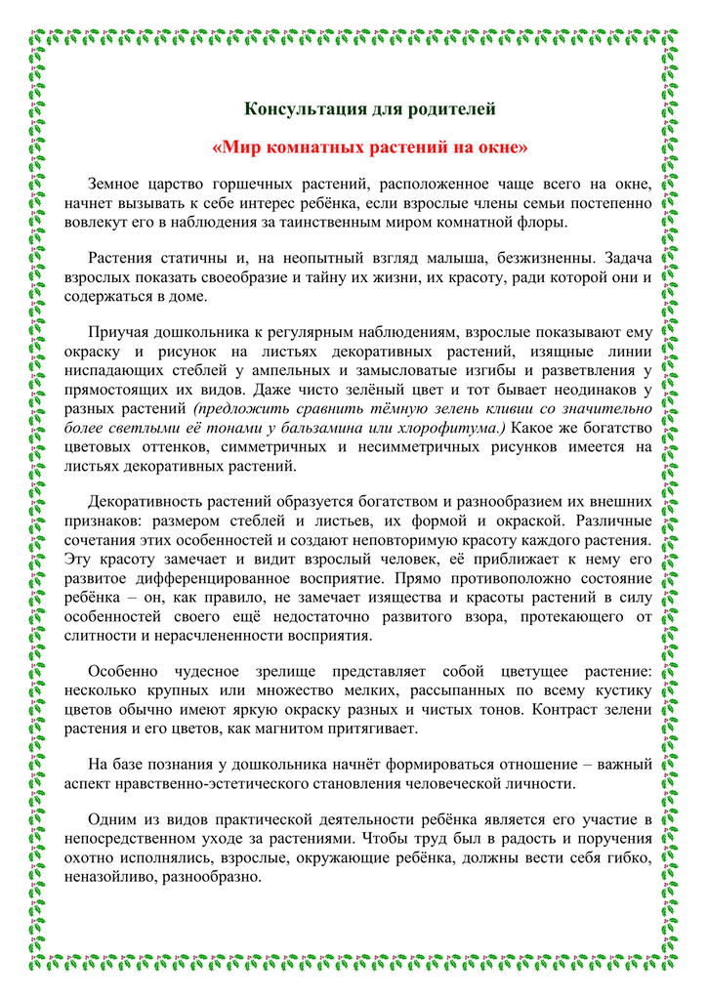 Консультация для родителей
«Мир комнатных растений на окне»
Земное царство горшечных растений, расположенное чаще всего на окне,
начнет вызывать к себе интерес ребёнка, если взрослые члены семьи постепенно
вовлекут его в наблюдения за таинственным миром комнатной флоры.
Растения статичны и, на неопытный взгляд малыша, безжизненны. Задача
взрослых показать своеобразие и тайну их жизни, их красоту, ради которой они и
содержаться в доме.
Приучая дошкольника к регулярным наблюдениям, взрослые показывают ему
окраску и рисунок на листьях декоративных растений, изящные линии
ниспадающих стеблей у ампельных и замысловатые изгибы и разветвления у
прямостоящих их видов. Даже чисто зелёный цвет и тот бывает неодинаков у
разных растений (предложить сравнить тёмную зелень кливии со значительно
более светлыми её тонами у бальзамина или хлорофитума.) Какое же богатство
цветовых оттенков, симметричных и несимметричных рисунков имеется на
листьях декоративных растений.
Декоративность растений образуется богатством и разнообразием их внешних
признаков: размером стеблей и листьев, их формой и окраской. Различные
сочетания этих особенностей и создают неповторимую красоту каждого растения.
Эту красоту замечает и видит взрослый человек, её приближает к нему его
развитое дифференцированное восприятие. Прямо противоположно состояние
ребёнка – он, как правило, не замечает изящества и красоты растений в силу
особенностей своего ещё недостаточно развитого взора, протекающего от
слитности и нерасчлененности восприятия.
Особенно чудесное зрелище представляет собой цветущее растение:
несколько крупных или множество мелких, рассыпанных по всему кустику
цветов обычно имеют яркую окраску разных и чистых тонов. Контраст зелени
растения и его цветов, как магнитом притягивает.
На базе познания у дошкольника начнёт формироваться отношение – важный
аспект нравственно-эстетического становления человеческой личности.
Одним из видов практической деятельности ребёнка является его участие в
непосредственном уходе за растениями. Чтобы труд был в радость и поручения
охотно исполнялись, взрослые, окружающие ребёнка, должны вести себя гибко,
неназойливо, разнообразно.